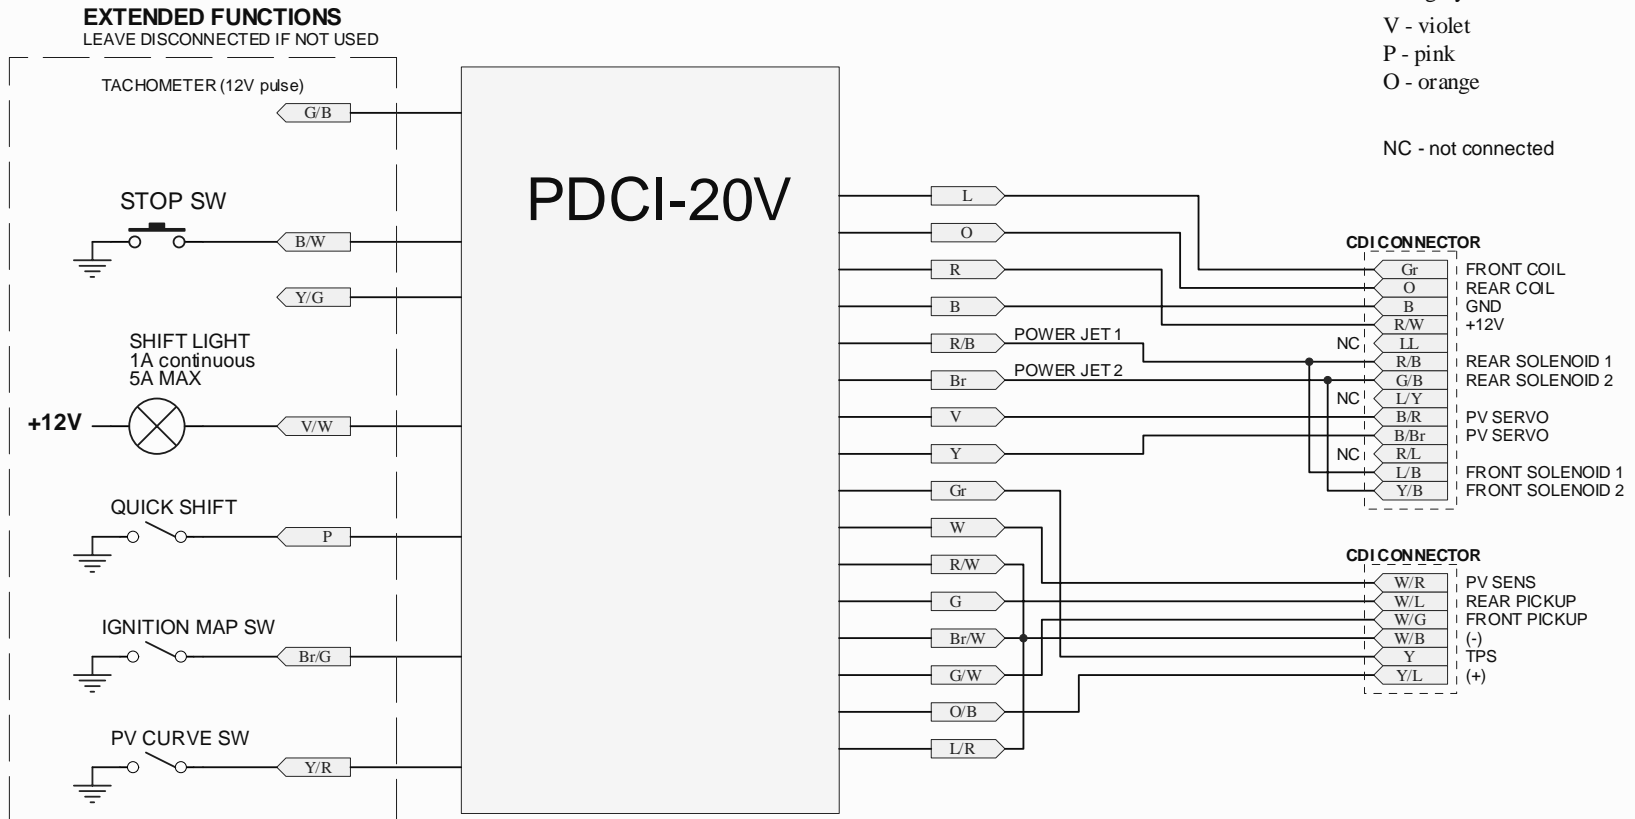 EXTENDED FUNCTIONS
LEAVE DISCONNECTED IF NOT USED
TACHOMETER (12V pulse)
G/B
STOP SW
B/W
Y/G
SHIFT LIGHT
1A continuous
5A MAX
+12V
V/W
QUICK SHIFT
P
IGNITION MAP SW
Br/G
PV CURVE SW
Y/R
PDCI-20V
L
O
R
B
R/B POWER JET 1
Br POWER JET 2
V
Y
Gr
W
R/W
G
Br/W
G/W
O/B
L/R
V - violet
P - pink
O - orange
NC - not connected
CDI CONNECTOR
Gr FRONT COIL
O REAR COIL
B GND
R/W +12V
NC LL
R/B REAR SOLENOID 1
G/B REAR SOLENOID 2
NC L/Y
B/R PV SERVO
B/Br PV SERVO
NC R/L
L/B FRONT SOLENOID 1
Y/B FRONT SOLENOID 2
CDI CONNECTOR
W/R PV SENS
W/L REAR PICKUP
W/G FRONT PICKUP
W/B (-)
Y TPS
Y/L (+)